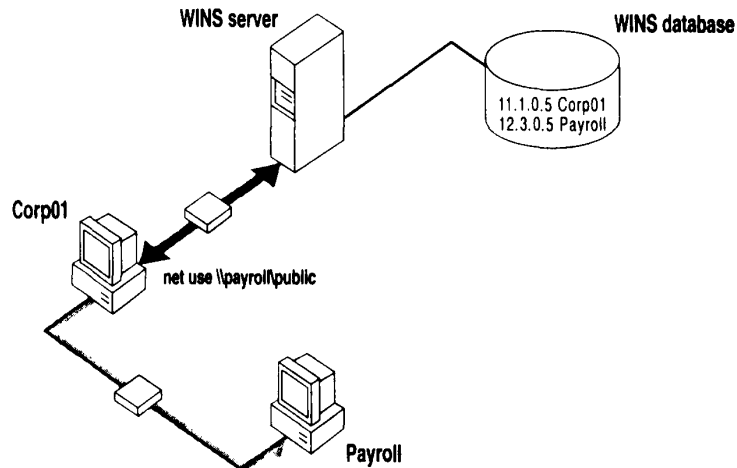 WINS server
WINS database
11.1.0.5 Corp01
12.3.0.5 Payroll
Corp01
net use \\payroll\public
Payroll